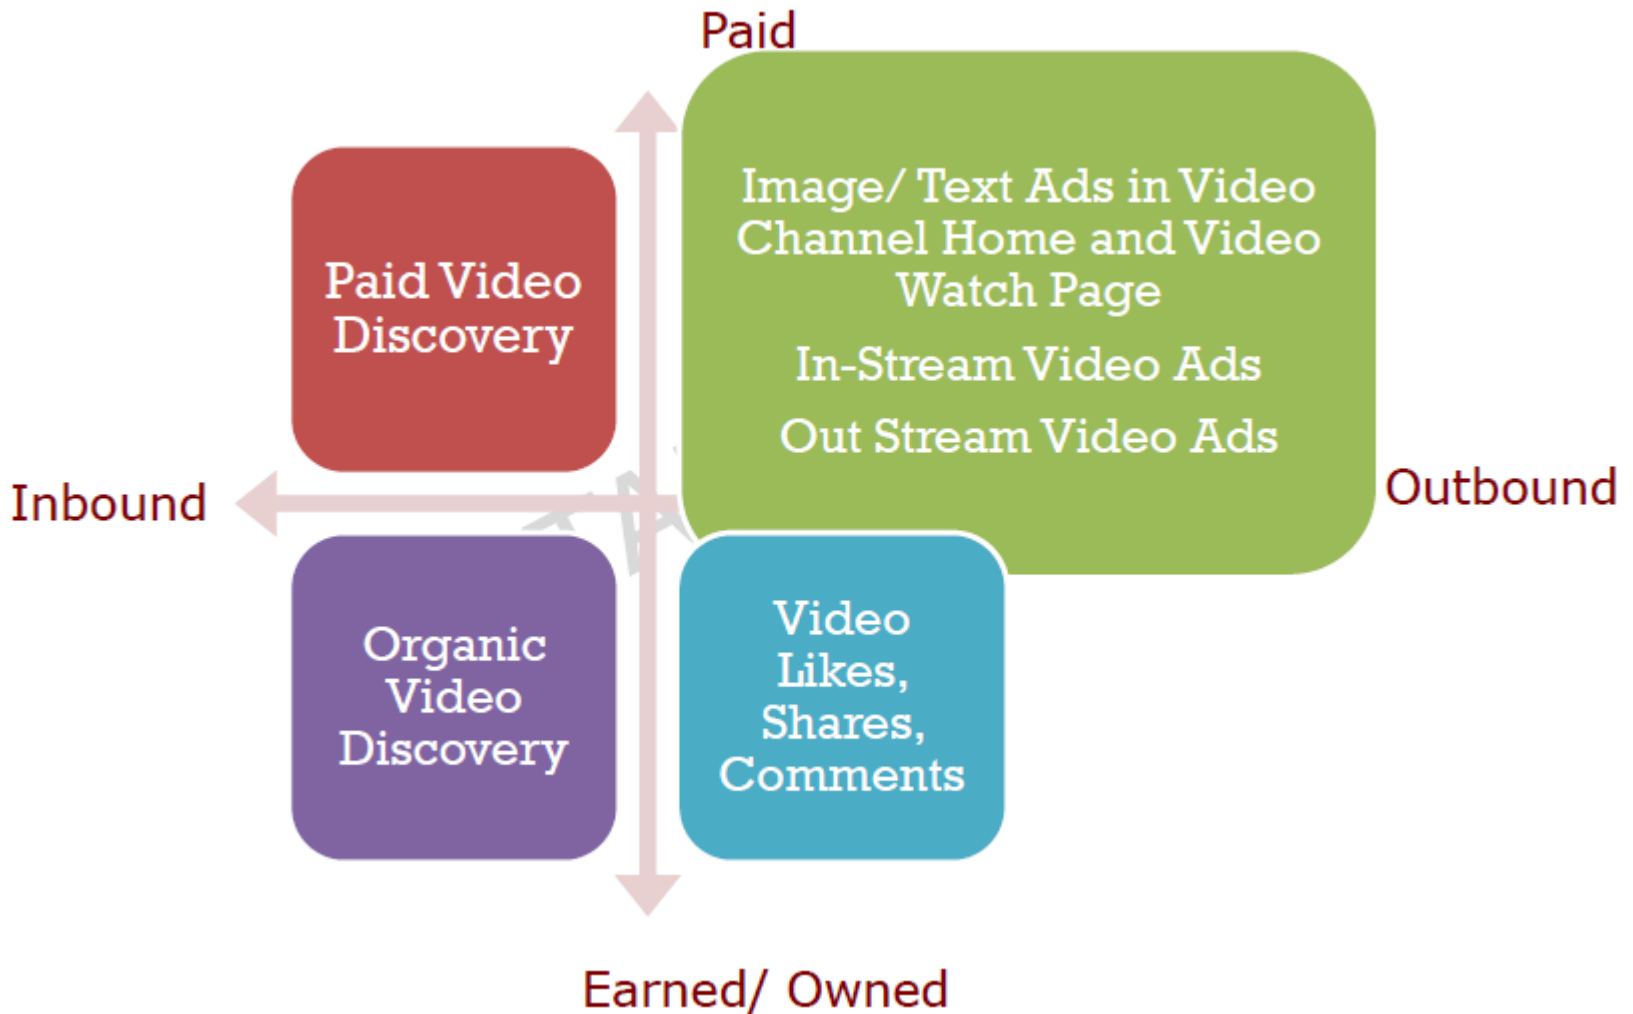 Paid
Image/ Text Ads in Video
Channel Home and Video
Watch Page
In-Stream Video Ads
Out Stream Video Ads
Paid Video
Discovery
Inbound
Outbound
Organic
Video
Discovery
Video
Likes,
Shares,
Comments
Earned/ Owned